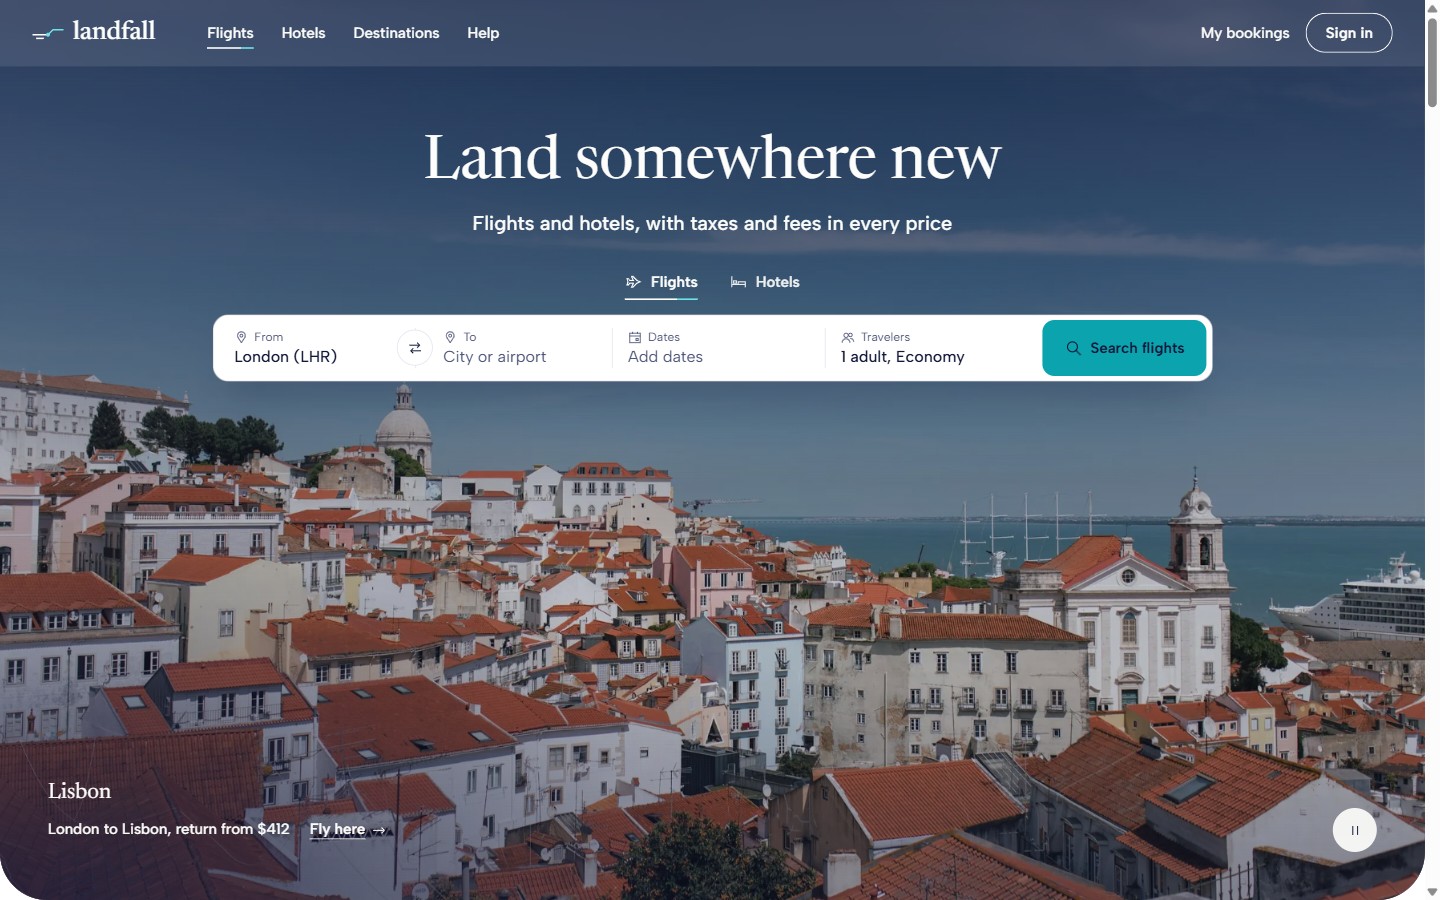 landfall Flights Hotels Destinations Help My bookings Sign in
Land somewhere new
Flights and hotels, with taxes and fees in every price
Flights Hotels
From To Dates Travelers
London (LHR) City or airport Add dates 1 adult, Economy Search flights
Lisbon
London to Lisbon, return from $412 Fly here →